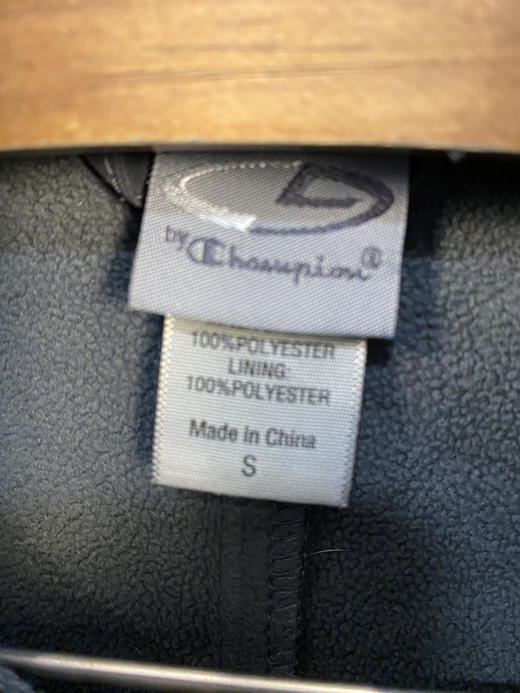 by Champion®
100%POLYESTER
LINING:
100%POLYESTER
Made in China
S